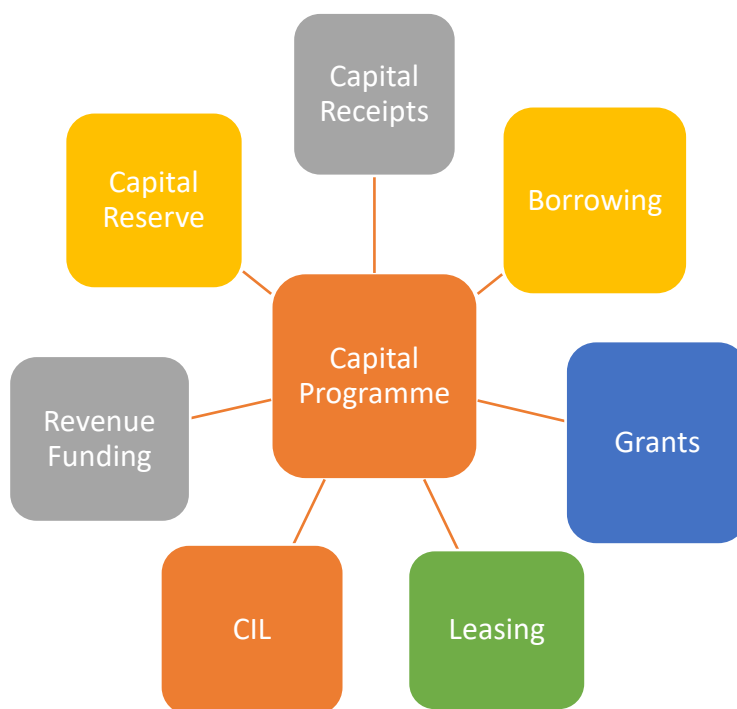 Capital
Receipts
Capital
Reserve
Borrowing
Capital
Programme
Revenue
Funding
Grants
CIL
Leasing